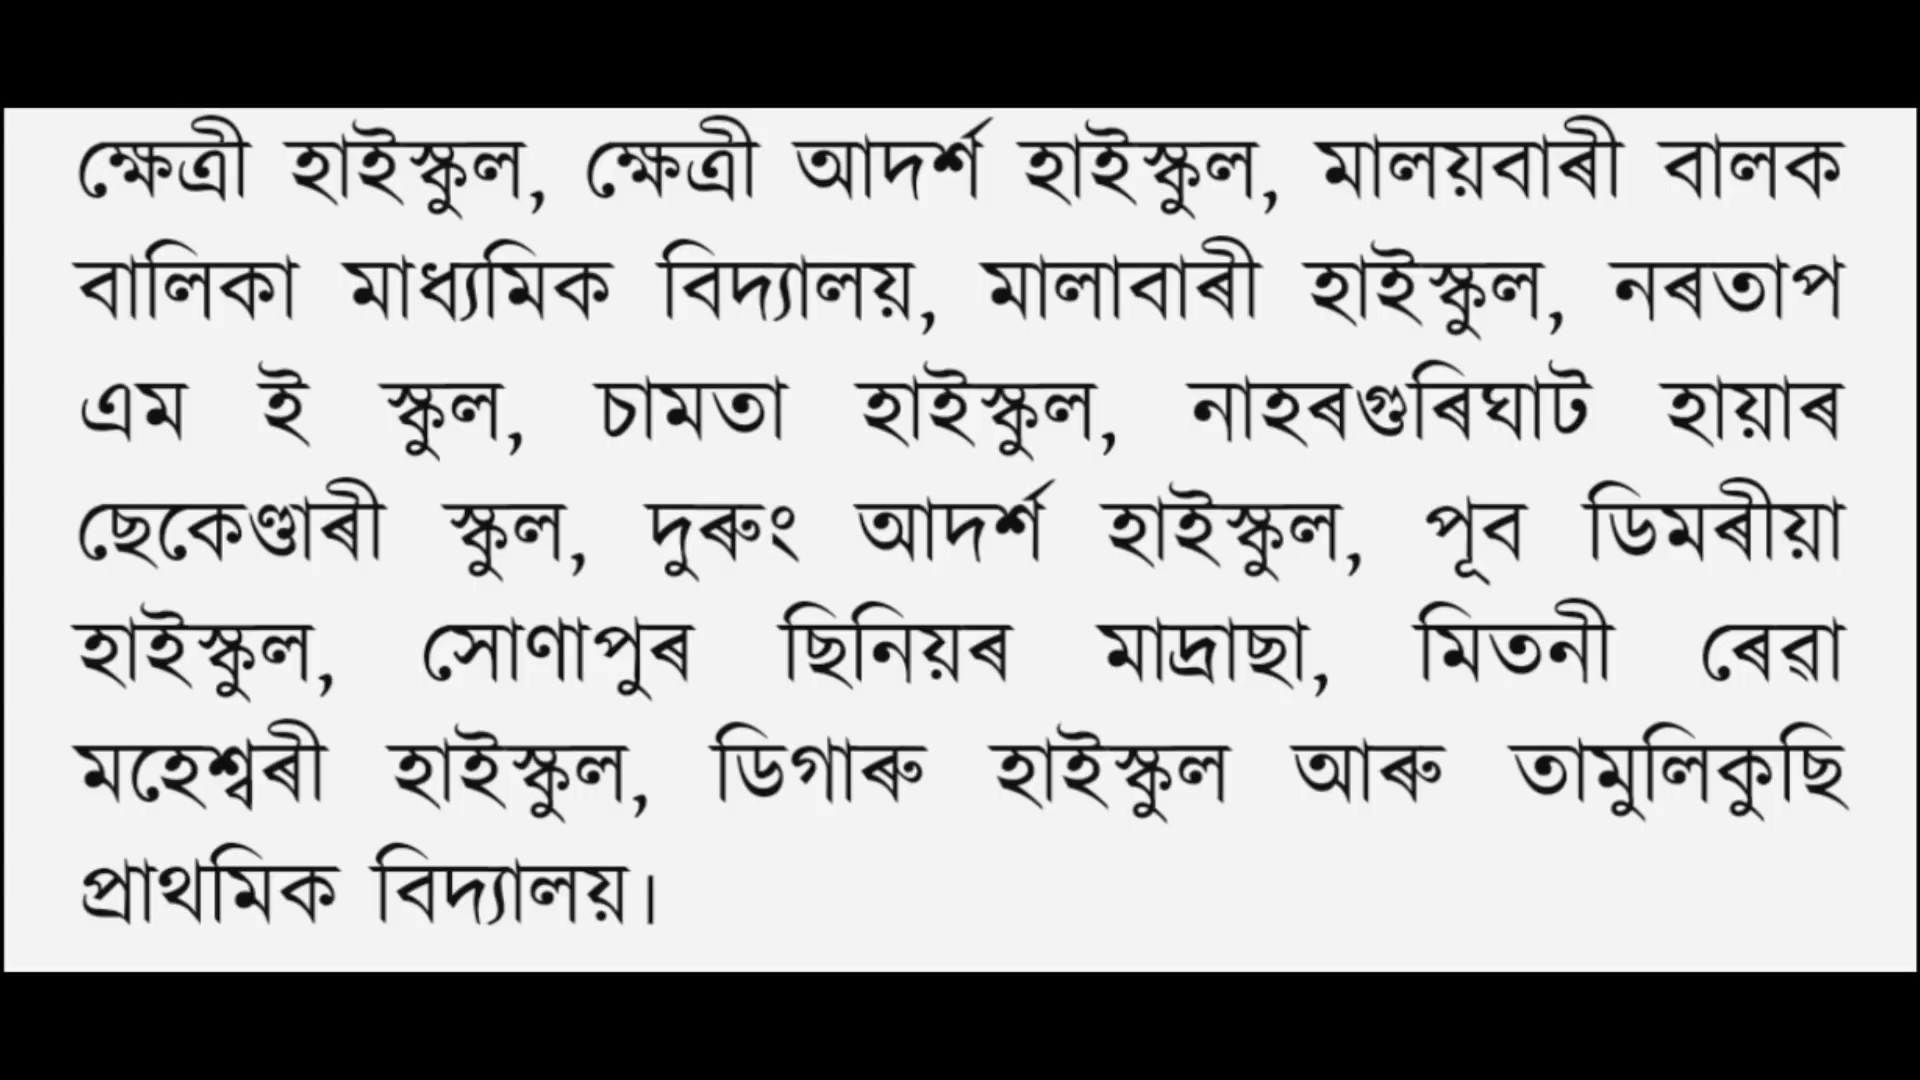 ক্ষেত্ৰী হাইস্কুল, ক্ষেত্ৰী আদৰ্শ হাইস্কুল, মালয়বাৰী বালক
বালিকা মাধ্যমিক বিদ্যালয়, মালাবাৰী হাইস্কুল, নৰতাপ
এম ই স্কুল, চামতা হাইস্কুল, নাহৰগুৰিঘাট হায়াৰ
ছেকেণ্ডাৰী স্কুল, দুৰুং আদৰ্শ হাইস্কুল, পূব ডিমৰীয়া
হাইস্কুল, সোণাপুৰ ছিনিয়ৰ মাদ্ৰাছা, মিতনী ৰেৱা
মহেশ্বৰী হাইস্কুল, ডিগাৰু হাইস্কুল আৰু তামুলিকুছি
প্ৰাথমিক বিদ্যালয়।